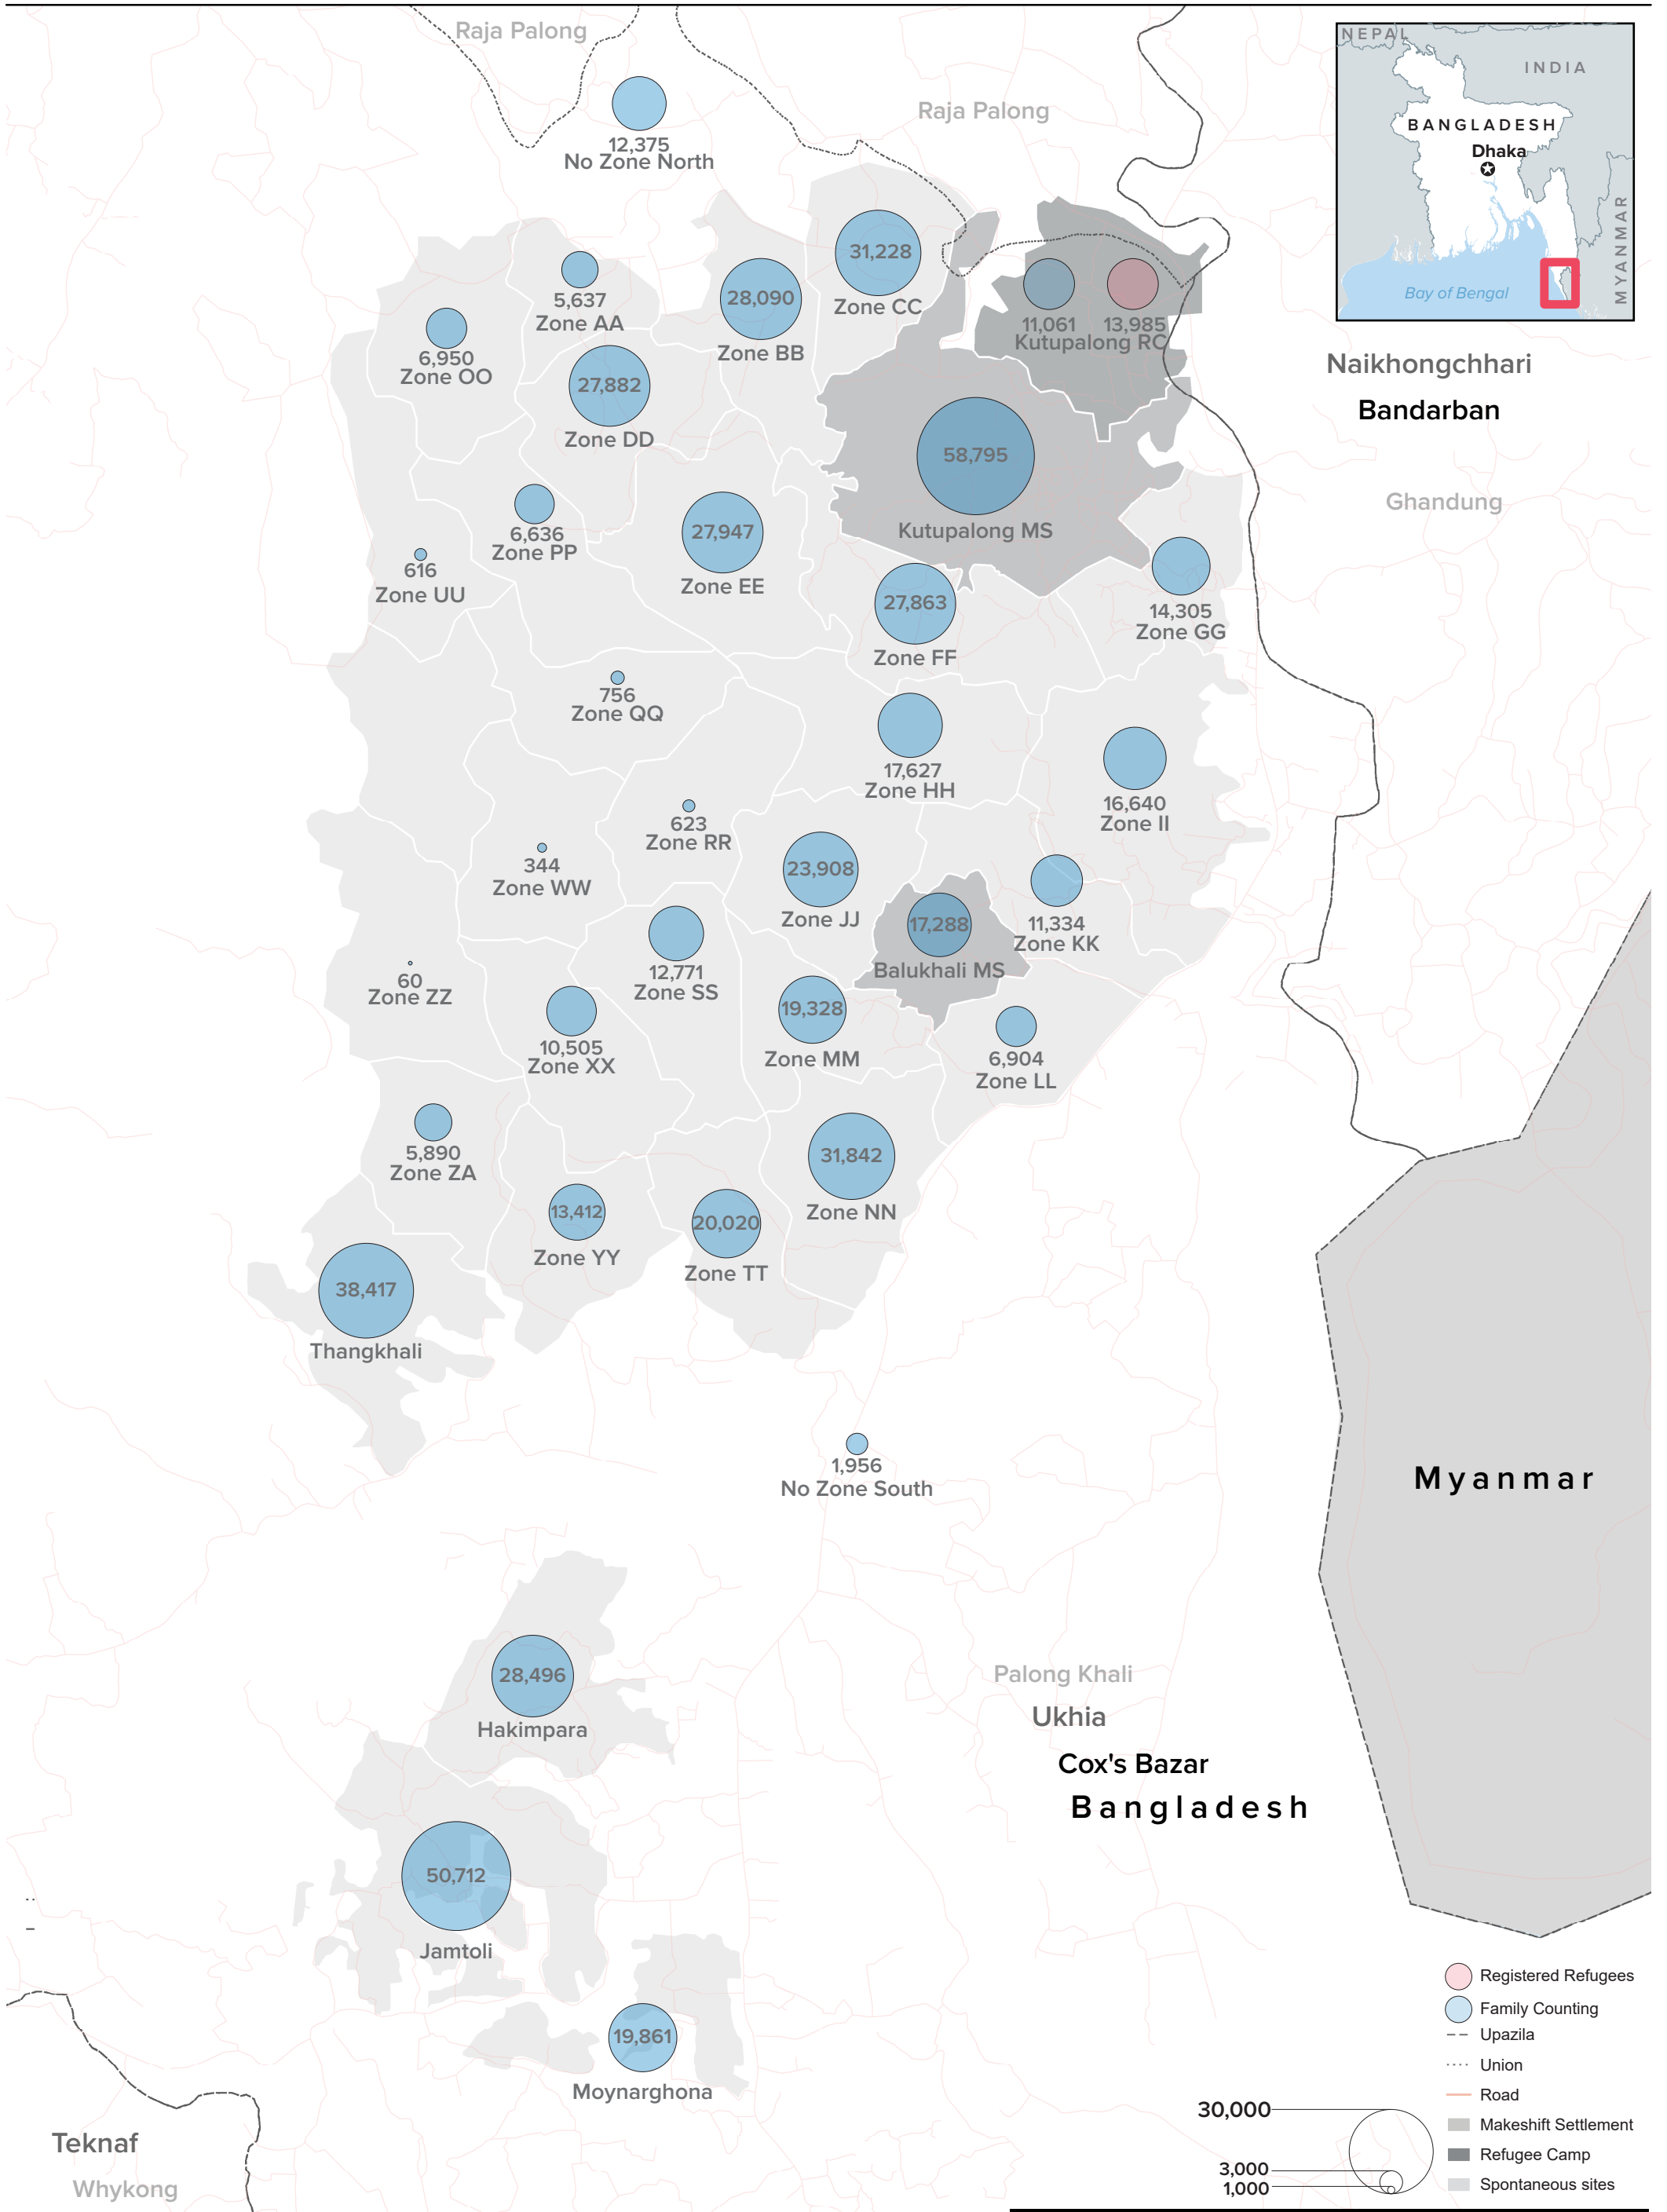 Raja Palong
12,375
No Zone North
Raja Palong
NEPAL
INDIA
BANGLADESH
Dhaka
MYANMAR
Bay of Bengal
31,228
Zone CC
5,637
Zone AA
28,090
Zone BB
11,061
13,985
Kutupalong RC
6,950
Zone OO
27,882
Zone DD
Naikhongchhari
Bandarban
58,795
Kutupalong MS
Ghandung
6,636
Zone PP
27,947
Zone EE
616
Zone UU
27,863
Zone FF
14,305
Zone GG
756
Zone QQ
17,627
Zone HH
16,640
Zone II
623
Zone RR
344
Zone WW
23,908
Zone JJ
17,288
Balukhali MS
11,334
Zone KK
60
Zone ZZ
12,771
Zone SS
10,505
Zone XX
19,328
Zone MM
6,904
Zone LL
5,890
Zone ZA
31,842
Zone NN
13,412
Zone YY
20,020
Zone TT
38,417
Thangkhali
1,956
No Zone South
Myanmar
28,496
Hakimpara
Palong Khali
Ukhia
Cox's Bazar
Bangladesh
50,712
Jamtoli
19,861
Moynarghona
Teknaf
Whykong
Registered Refugees
Family Counting
Upazila
Union
Road
Makeshift Settlement
Refugee Camp
Spontaneous sites
30,000
3,000
1,000